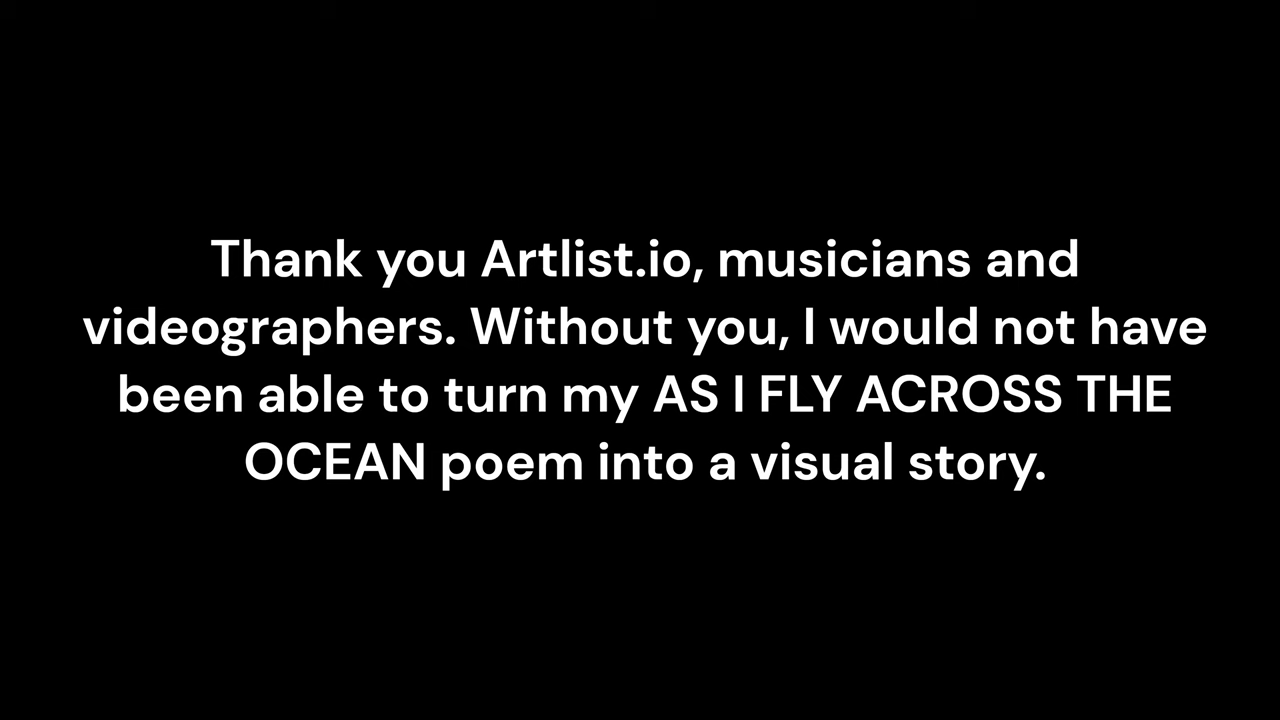 Thank you Artlist.io, musicians and
videographers. Without you, I would not have
been able to turn my AS I FLY ACROSS THE
OCEAN poem into a visual story.